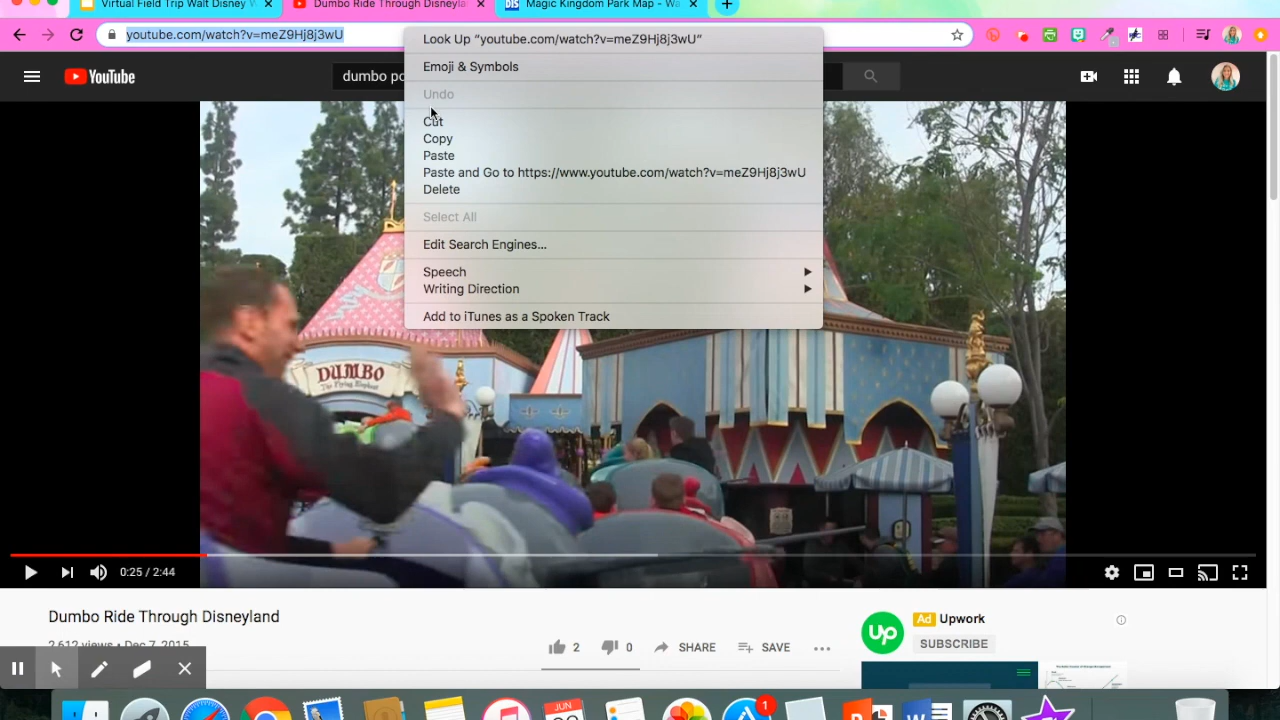 Virtual Field Trip Walt Disney W
Dumbo Ride Through Disneylan
DIS Magic Kingdom Park Map - Wa
youtube.com/watch?v=meZ9Hj8j3wU
Look Up “youtube.com/watch?v=meZ9Hj8j3wU”
Emoji & Symbols
YouTube
dumbo po
Undo
Cut
Copy
Paste
Paste and Go to https://www.youtube.com/watch?v=meZ9Hj8j3wU
Delete
Select All
Edit Search Engines...
Speech
Writing Direction
Add to iTunes as a Spoken Track
DUMBO
The Flying Elephant
0:25 / 2:44
Dumbo Ride Through Disneyland
2,612 views • Dec 7, 2015
2
0
SHARE
SAVE
Up
Ad Upwork
SUBSCRIBE
JUN
1